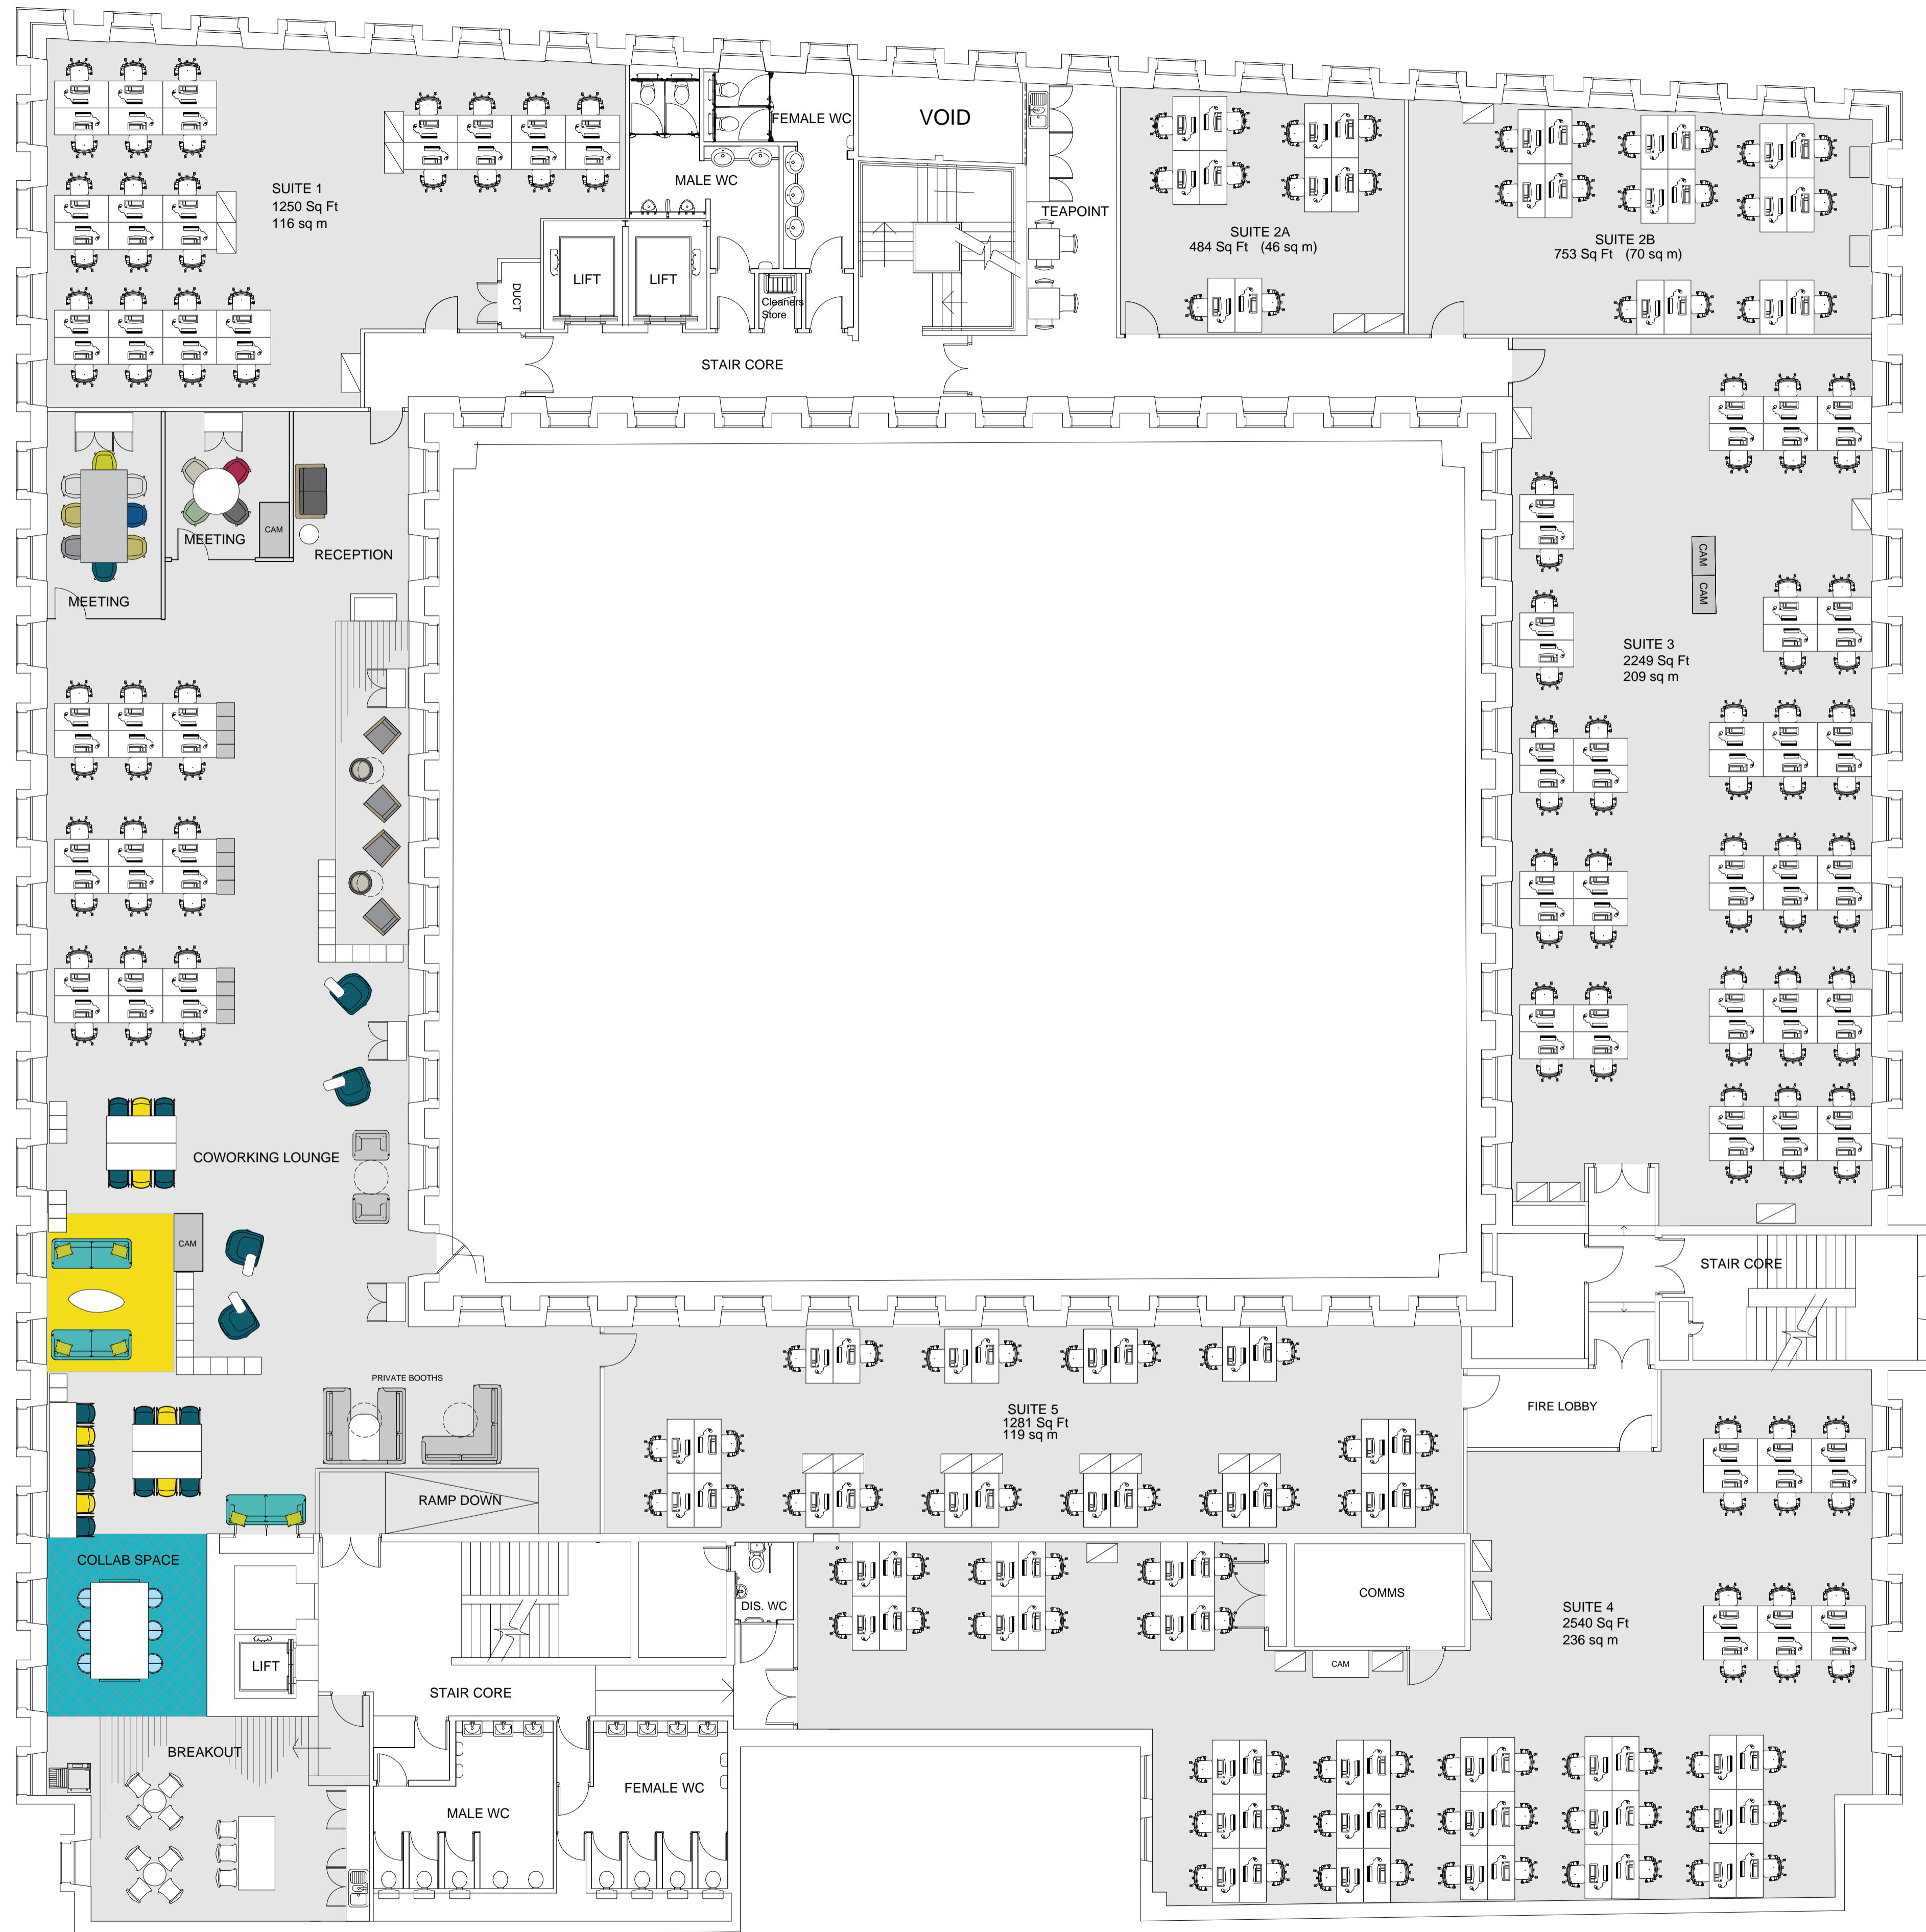 FEMALE WC
VOID
MALE WC
TEAPOINT
SUITE 1
1250 Sq Ft
116 sq m
SUITE 2A
484 Sq Ft (46 sq m)
SUITE 2B
753 Sq Ft (70 sq m)
LIFT
LIFT
DUCT
Cleaners
Store
STAIR CORE
MEETING
CAM
RECEPTION
MEETING
CAM
CAM
SUITE 3
2249 Sq Ft
209 sq m
COWORKING LOUNGE
CAM
STAIR CORE
PRIVATE BOOTHS
SUITE 5
1281 Sq Ft
119 sq m
FIRE LOBBY
RAMP DOWN
COLLAB SPACE
DIS. WC
COMMS
SUITE 4
2540 Sq Ft
236 sq m
LIFT
CAM
STAIR CORE
BREAKOUT
MALE WC
FEMALE WC